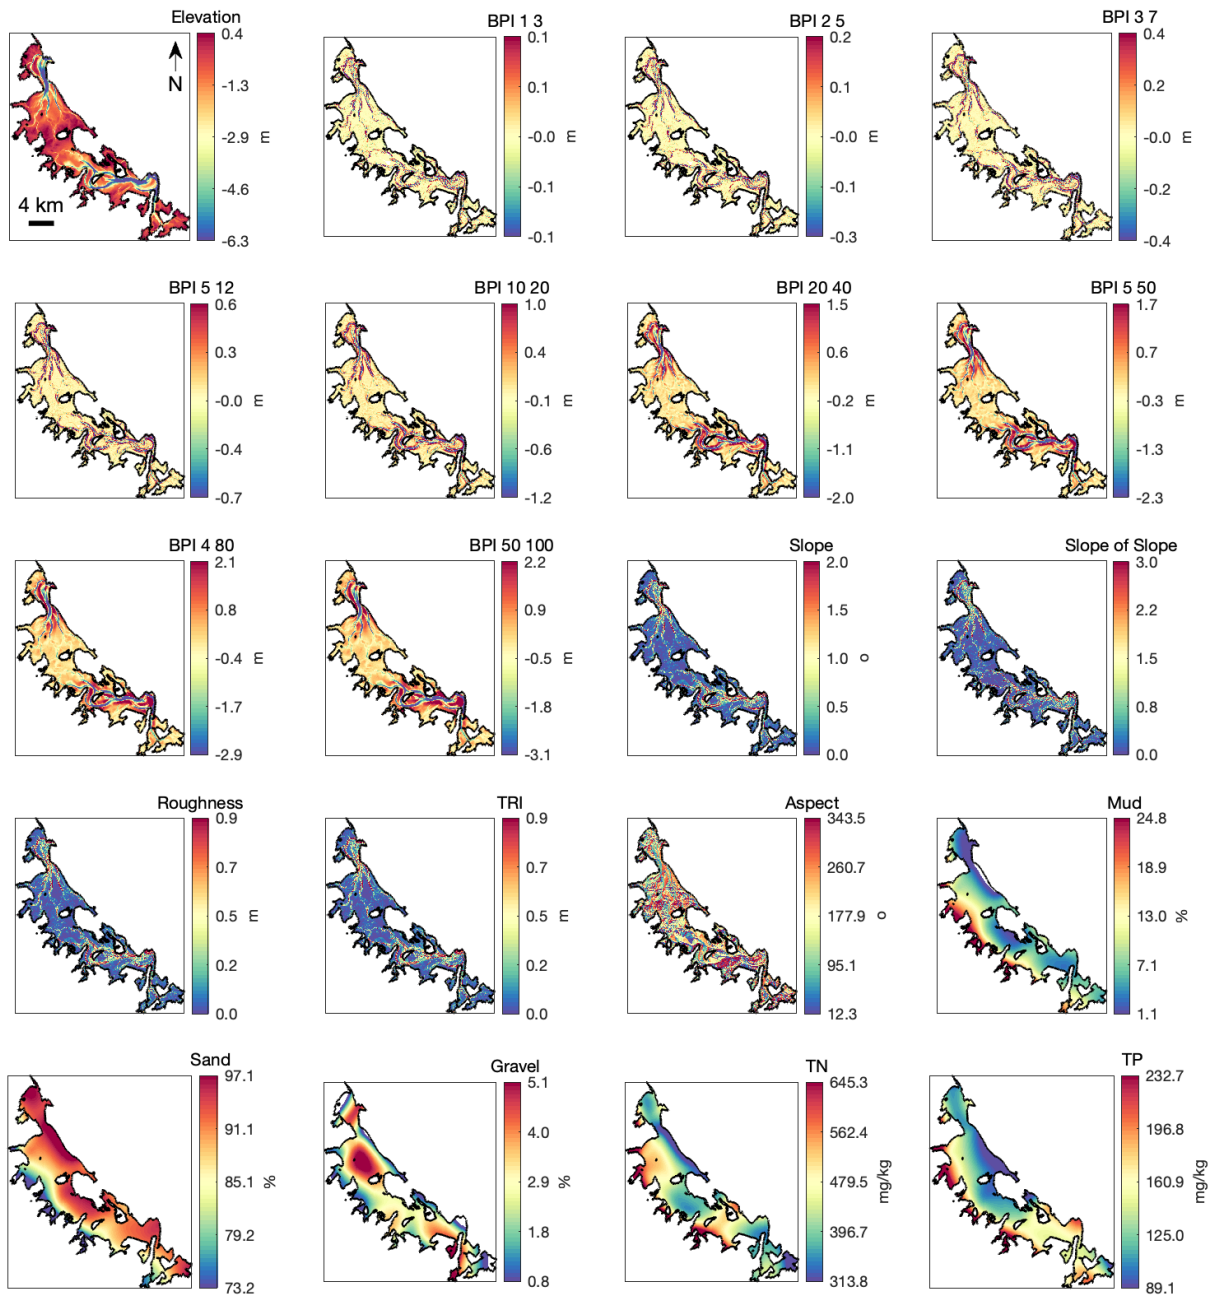 Elevation
0.4
-1.3
-2.9
-4.6
-6.3
m
N
4 km
BPI 1 3
0.1
0.1
-0.0
-0.1
-0.1
m
BPI 2 5
0.2
0.1
-0.0
-0.1
-0.3
m
BPI 3 7
0.4
0.2
-0.0
-0.2
-0.4
m
BPI 5 12
0.6
0.3
-0.0
-0.4
-0.7
m
BPI 10 20
1.0
0.4
-0.1
-0.6
-1.2
m
BPI 20 40
1.5
0.6
-0.2
-1.1
-2.0
m
BPI 5 50
1.7
0.7
-0.3
-1.3
-2.3
m
BPI 4 80
2.1
0.9
-0.4
-1.7
-2.9
m
BPI 50 100
2.2
0.9
-0.5
-1.8
-3.1
m
Slope
2.0
1.5
1.0
0.5
0.0
o
Slope of Slope
3.0
2.2
1.5
0.8
0.0
Roughness
0.9
0.7
0.5
0.2
0.0
m
TRI
0.9
0.7
0.5
0.2
0.0
m
Aspect
343.5
260.7
177.9
95.1
12.3
o
Mud
24.8
18.9
13.0
7.1
1.1
%
Sand
97.1
91.1
85.1
79.2
73.2
%
Gravel
5.1
4.0
2.9
1.8
0.8
%
TN
645.3
562.4
479.5
396.7
313.8
mg/kg
TP
232.7
196.8
160.9
125.0
89.1
mg/kg